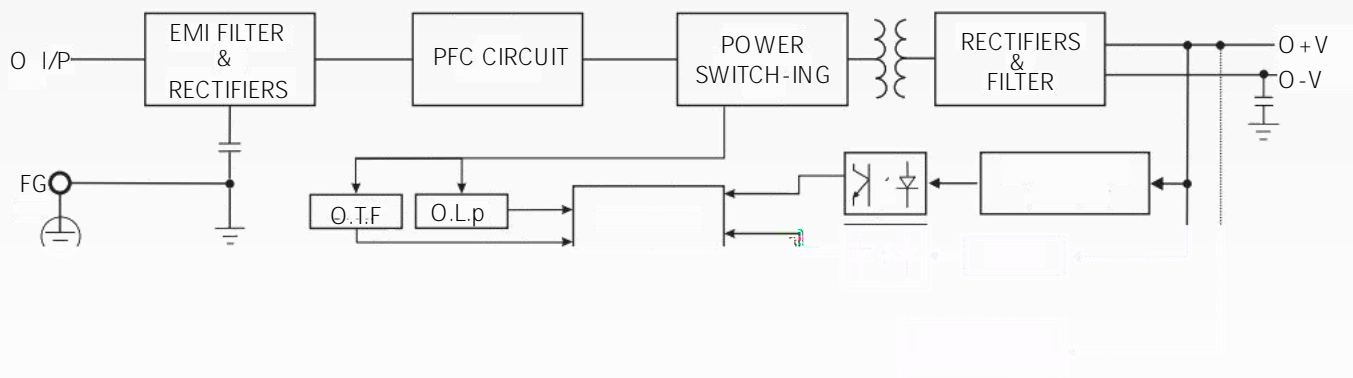 EMI FILTER
&
RECTIFIERS
PFC CIRCUIT
POWER
SWITCH-ING
RECTIFIERS
&
FILTER
O I/P
O +V
O -V
FG
O.T.F
O.L.p